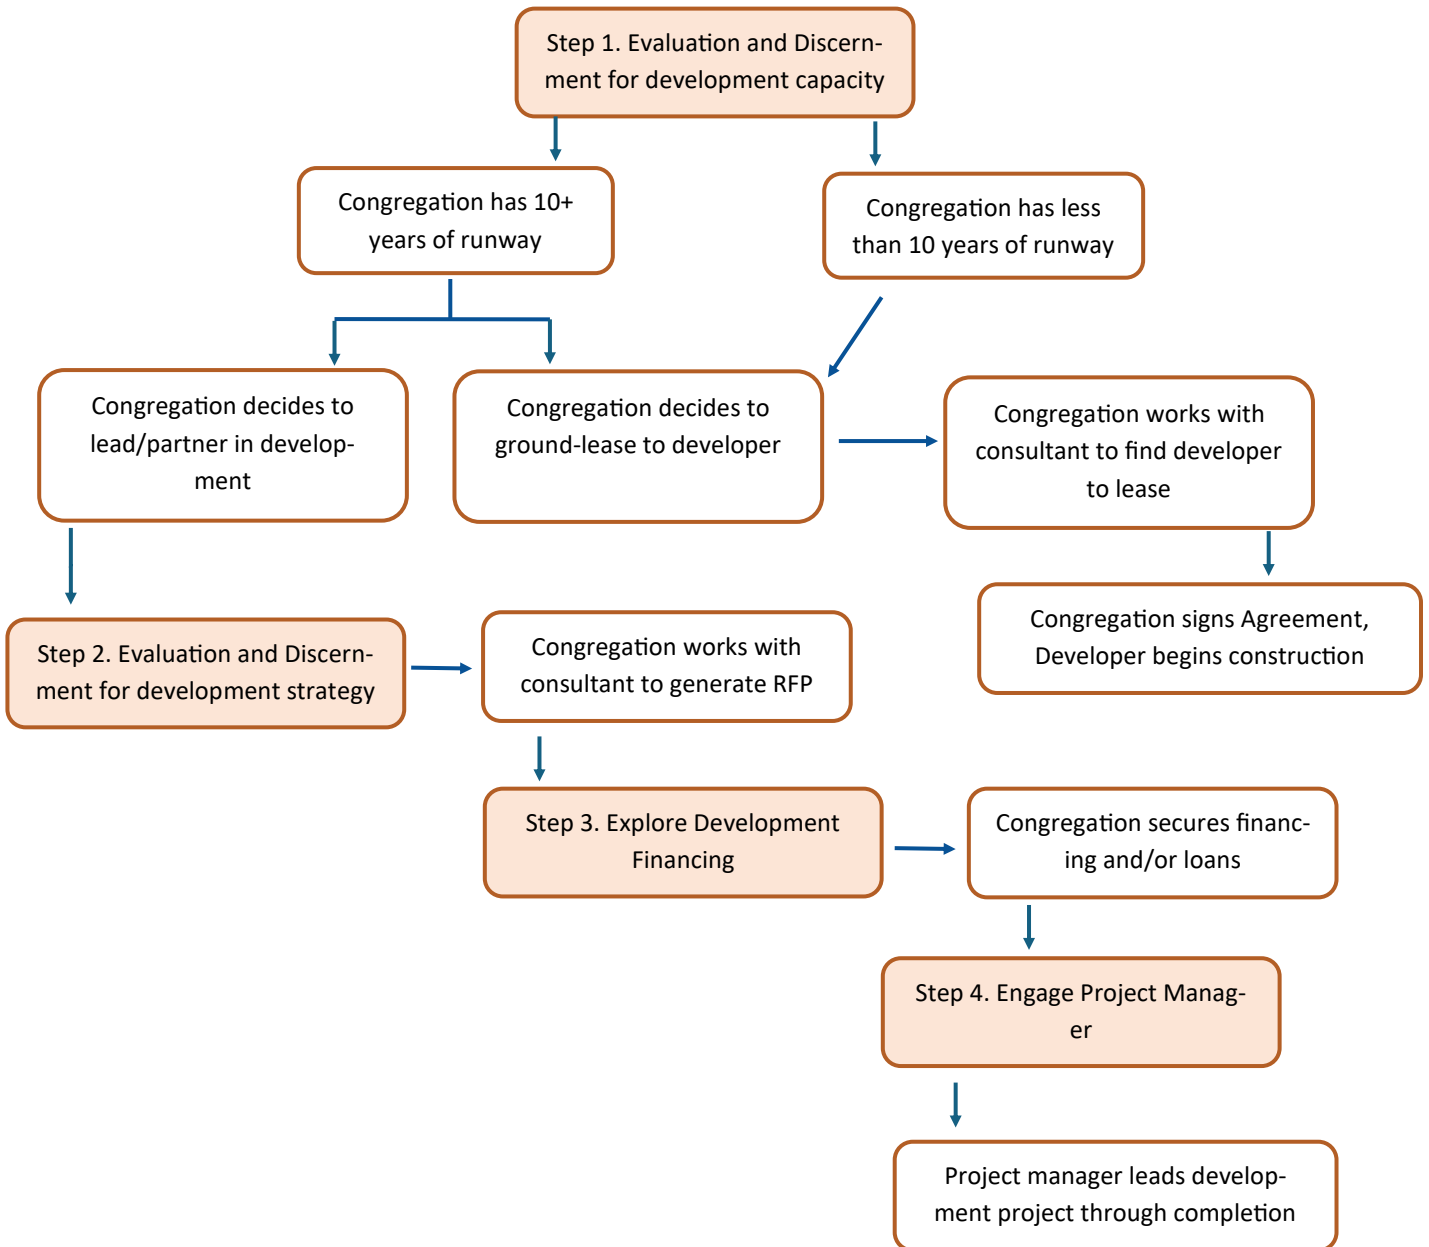 Step 1. Evaluation and Discern-
ment for development capacity
Congregation has 10+
years of runway
Congregation has less
than 10 years of runway
Congregation decides to
lead/partner in develop-
ment
Congregation decides to
ground-lease to developer
Congregation works with
consultant to find developer
to lease
Congregation signs Agreement,
Developer begins construction
Step 2. Evaluation and Discern-
ment for development strategy
Congregation works with
consultant to generate RFP
Step 3. Explore Development
Financing
Congregation secures financ-
ing and/or loans
Step 4. Engage Project Manag-
er
Project manager leads develop-
ment project through completion